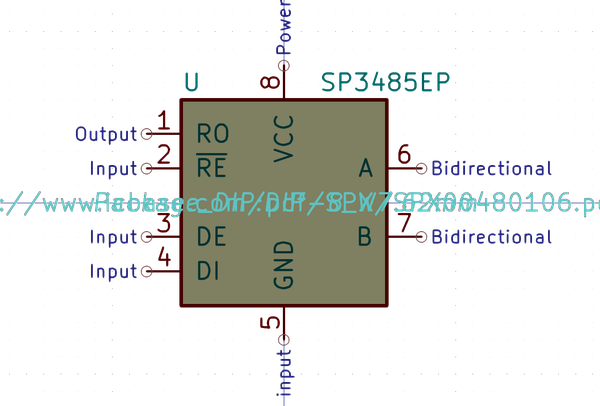 Power
8
U SP3485EP
Output 1 RO VCC
Input 2 RE A 6 Bidirectional
Input 3 DE B 7 Bidirectional
Input 4 DI GND
5
input